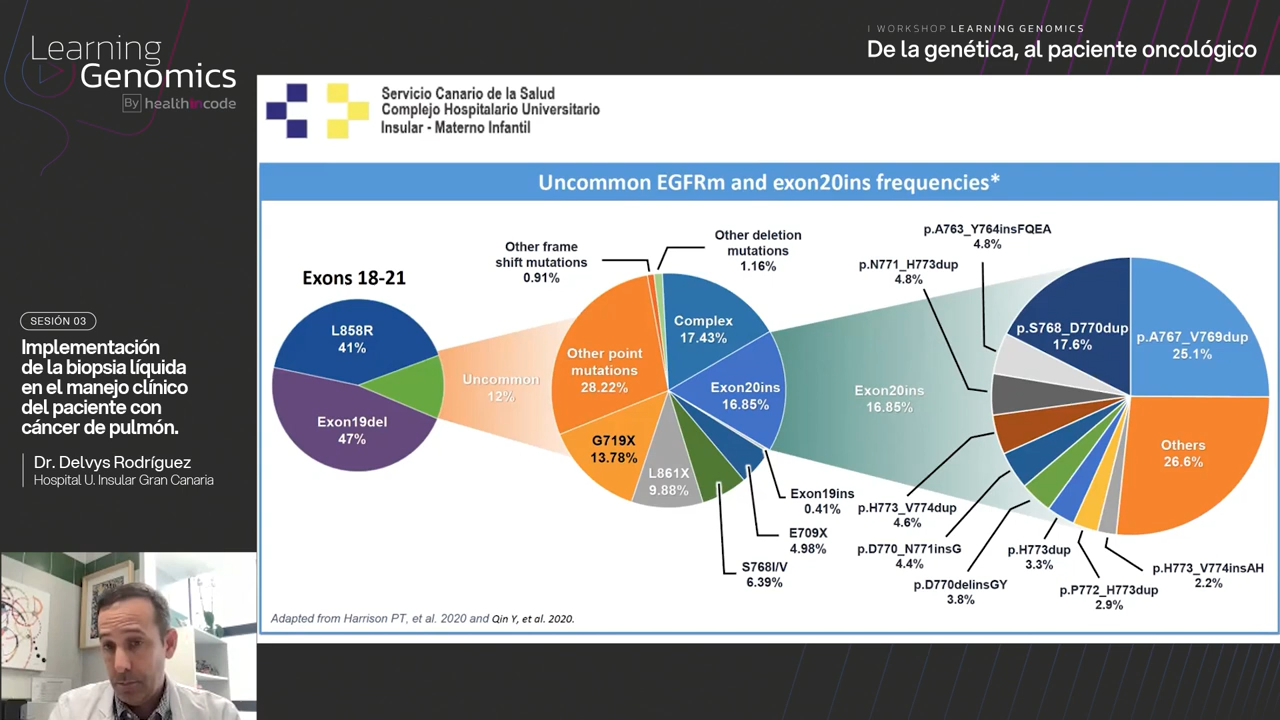 Learning
Genomics
By healthincode
I WORKSHOP LEARNING GENOMICS
De la genética, al paciente oncológico
Servicio Canario de la Salud
Complejo Hospitalario Universitario
Insular - Materno Infantil
SESIÓN 03
Implementación
de la biopsia líquida
en el manejo clínico
del paciente con
cáncer de pulmón.
Dr. Delvys Rodríguez
Hospital U. Insular Gran Canaria
Uncommon EGFRm and exon20ins frequencies*
Exons 18-21
L858R
41%
Exon19del
47%
Uncommon
12%
Other frame
shift mutations
0.91%
Other deletion
mutations
1.16%
Complex
17.43%
Other point
mutations
28.22%
Exon20ins
16.85%
G719X
13.78%
L861X
9.88%
Exon19ins
0.41%
E709X
4.98%
S768I/V
6.39%
Exon20ins
16.85%
p.A763_Y764insFQEA
4.8%
p.N771_H773dup
4.8%
p.S768_D770dup
17.6%
p.A767_V769dup
25.1%
Others
26.6%
p.H773_V774dup
4.6%
p.D770_N771insG
4.4%
p.D770delinsGY
3.8%
p.H773dup
3.3%
p.P772_H773dup
2.9%
p.H773_V774insAH
2.2%
Adapted from Harrison PT, et al. 2020 and Qin Y, et al. 2020.